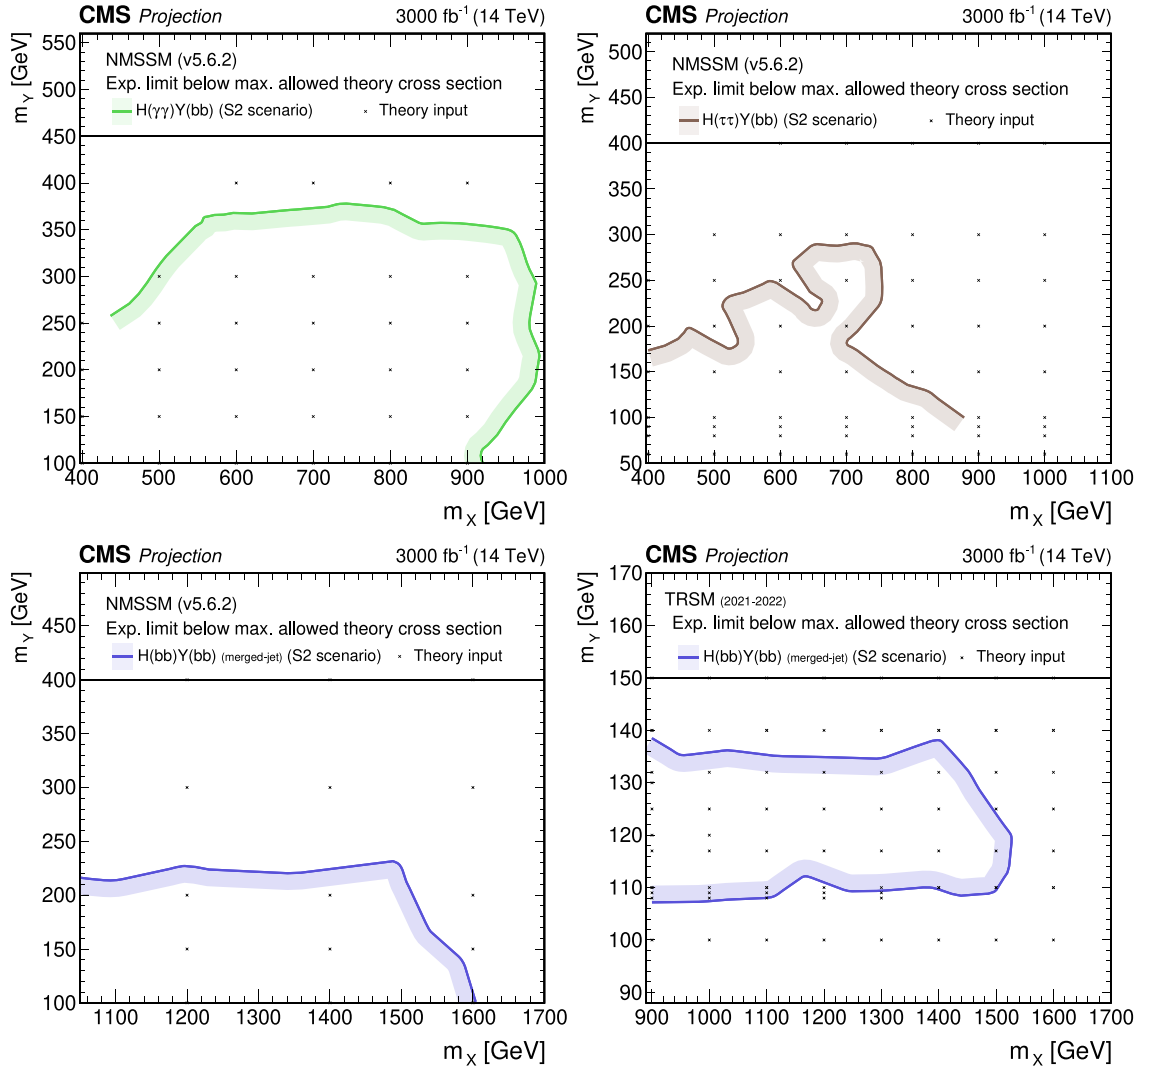 CMS Projection 3000 fb⁻¹ (14 TeV)
m_Y [GeV]
NMSSM (v5.6.2)
Exp. limit below max. allowed theory cross section
H(γγ)Y(bb) (S2 scenario) Theory input
550
500
450
400
350
300
250
200
150
100
400 500 600 700 800 900 1000
m_X [GeV]
CMS Projection 3000 fb⁻¹ (14 TeV)
m_Y [GeV]
NMSSM (v5.6.2)
Exp. limit below max. allowed theory cross section
H(ττ)Y(bb) (S2 scenario) Theory input
500
450
400
350
300
250
200
150
100
50
400 500 600 700 800 900 1000 1100
m_X [GeV]
CMS Projection 3000 fb⁻¹ (14 TeV)
m_Y [GeV]
NMSSM (v5.6.2)
Exp. limit below max. allowed theory cross section
H(bb)Y(bb) (merged-jet) (S2 scenario) Theory input
450
400
350
300
250
200
150
100
1100 1200 1300 1400 1500 1600 1700
m_X [GeV]
CMS Projection 3000 fb⁻¹ (14 TeV)
m_Y [GeV]
TRSM (2021-2022)
Exp. limit below max. allowed theory cross section
H(bb)Y(bb) (merged-jet) (S2 scenario) Theory input
170
160
150
140
130
120
110
100
90
900 1000 1100 1200 1300 1400 1500 1600 1700
m_X [GeV]